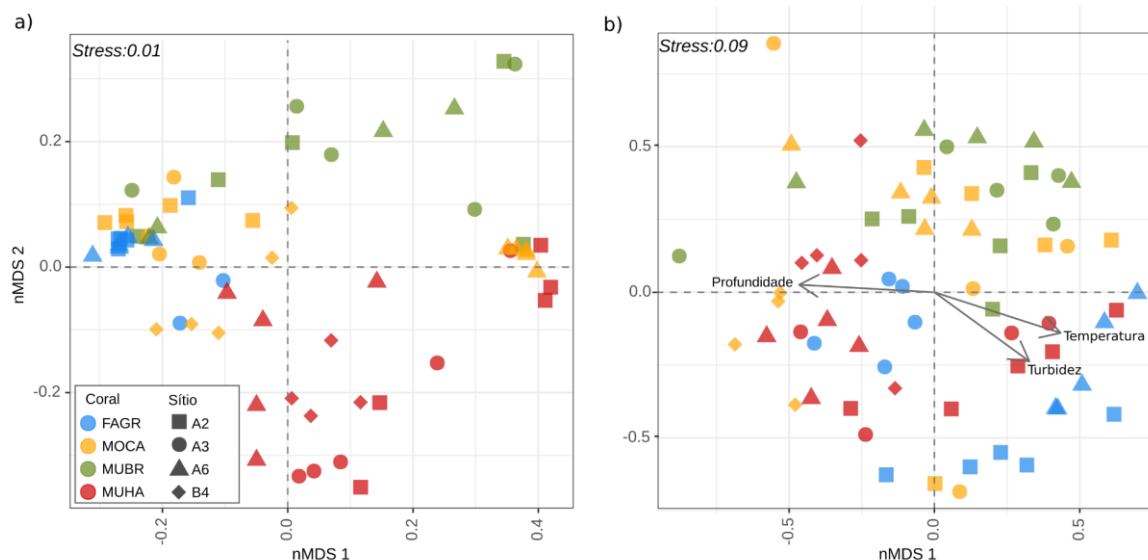 a)
Stress:0.01
nMDS 2
0.2
0.0
-0.2
Coral
Sítio
FAGR
A2
MOCA
A3
MUBR
A6
MUHA
B4
-0.2
0.0
0.2
0.4
nMDS 1
b)
Stress:0.09
0.5
0.0
-0.5
Profundidade
Temperatura
Turbidez
-0.5
0.0
0.5
nMDS 1